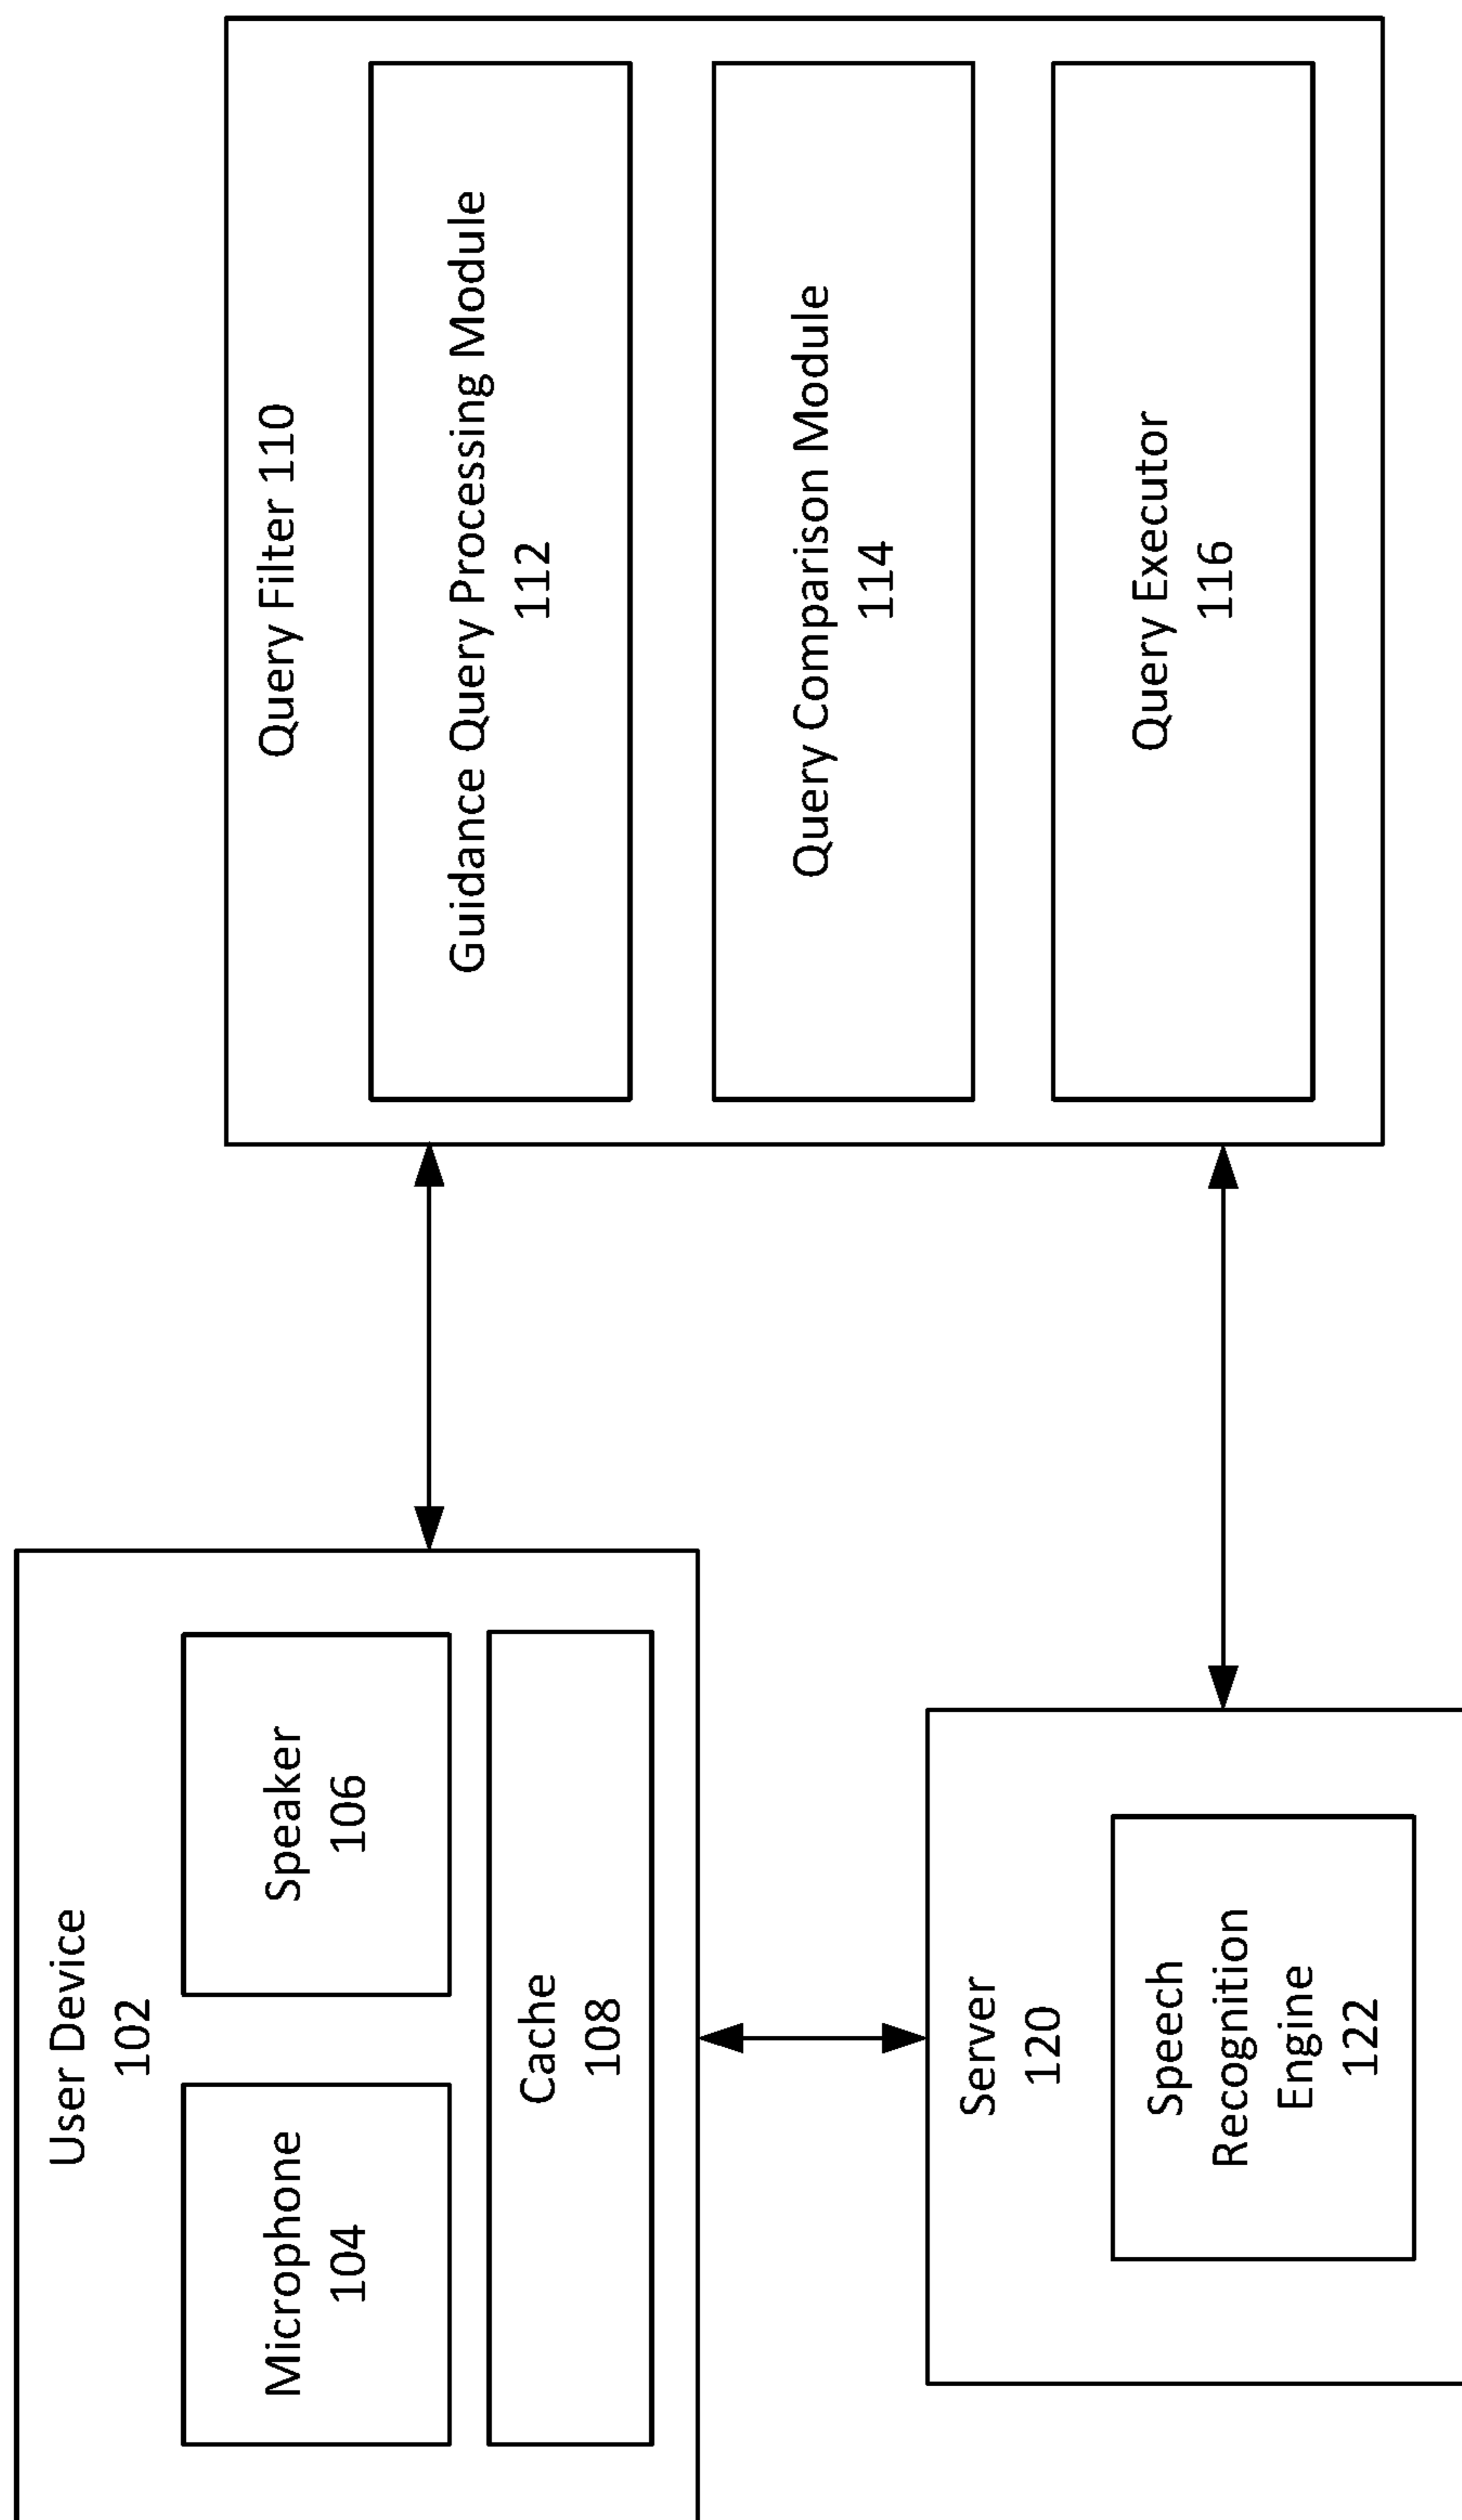 User Device
102
Microphone
104
Speaker
106
Cache
108
Server
120
Speech
Recognition
Engine
122
Query Filter 110
Guidance Query Processing Module
112
Query Comparison Module
114
Query Executor
116